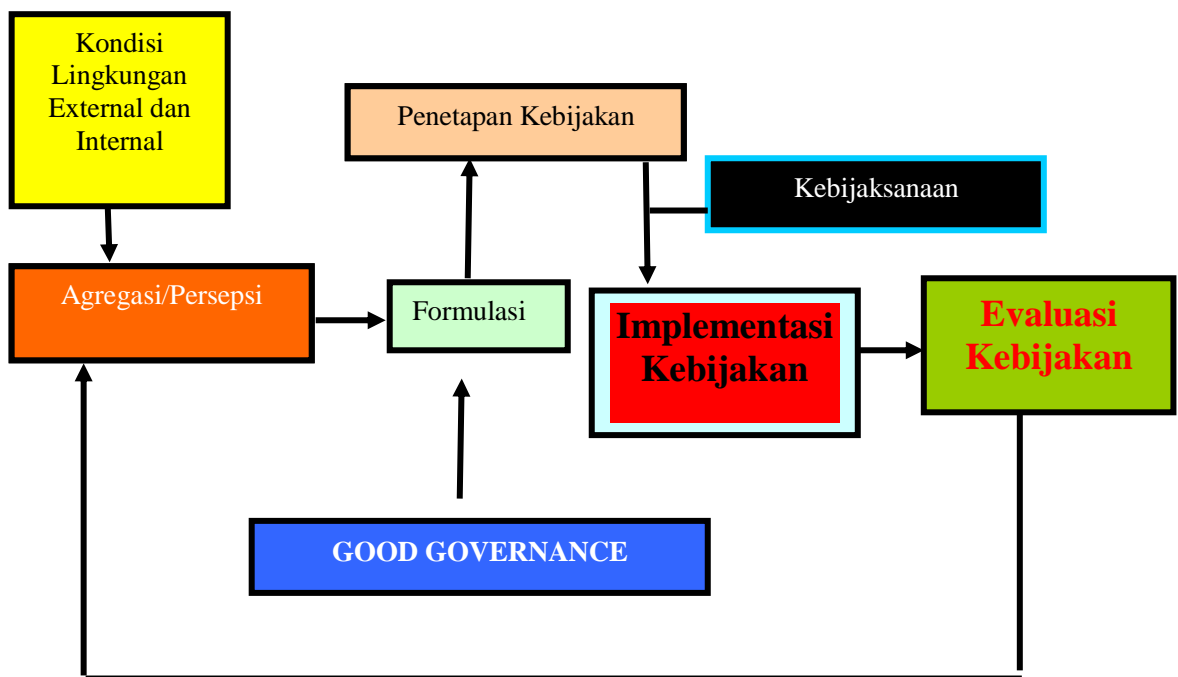 Kondisi
Lingkungan
External dan
Internal
Penetapan Kebijakan
Kebijaksanaan
Agregasi/Persepsi
Formulasi
Implementasi
Kebijakan
Evaluasi
Kebijakan
GOOD GOVERNANCE